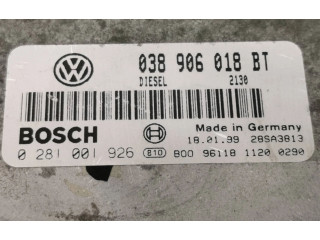 038 906 018 BT
DIESEL 2130
BOSCH
Made in Germany
18.01.99 28SA3813
0 281 001 926 E10 800 96118 1120 0290